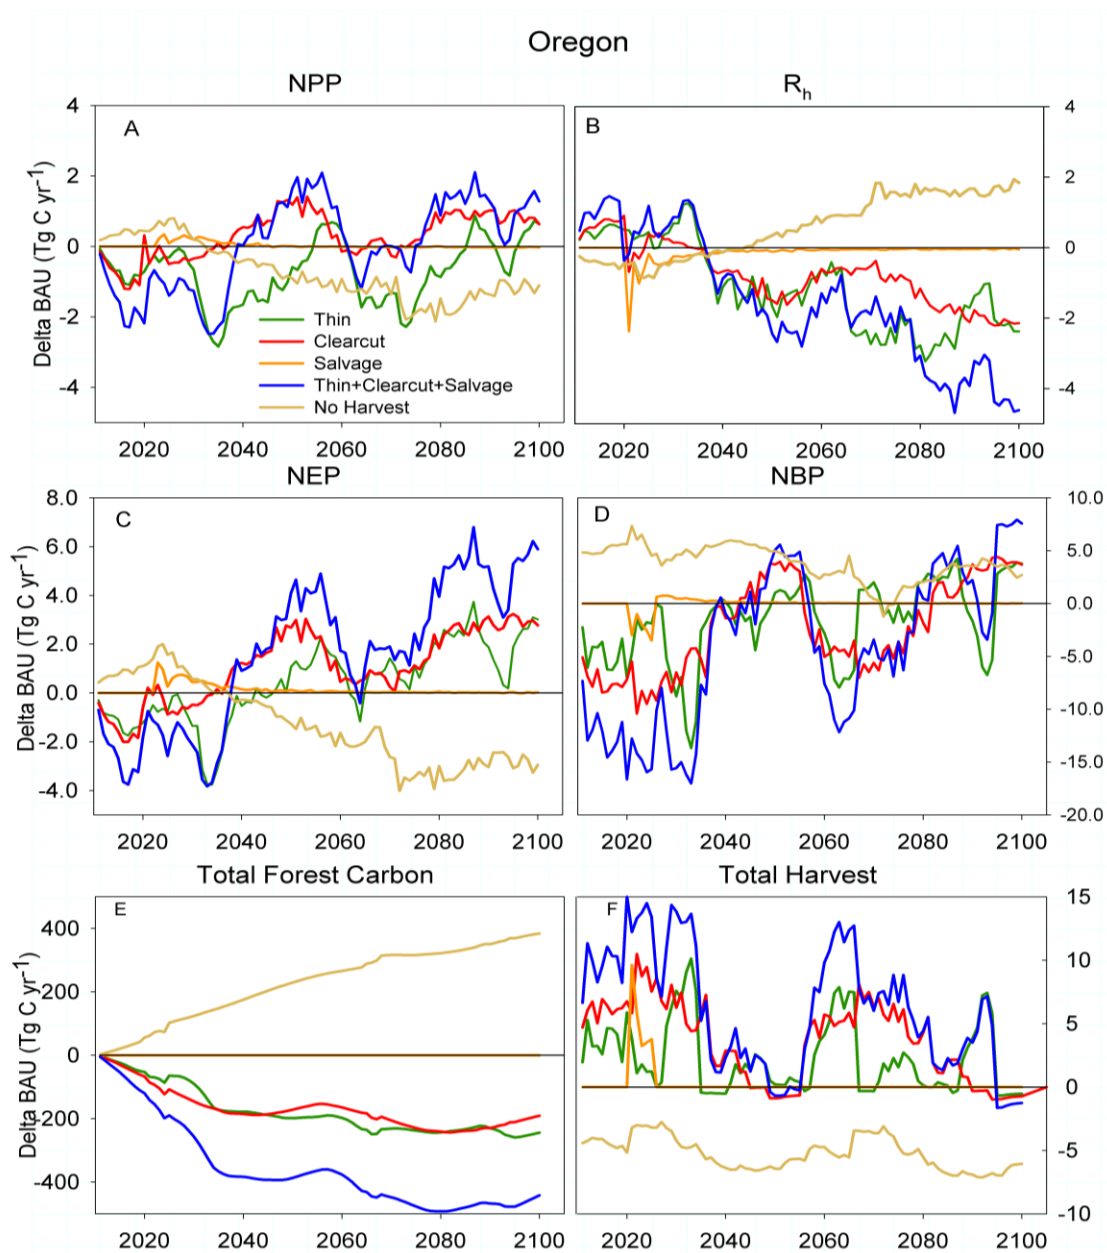 Oregon
NPP
R_h
4
2
0
-2
-4
Delta BAU (Tg C yr⁻¹)
A
Thin
Clearcut
Salvage
Thin+Clearcut+Salvage
No Harvest
2020 2040 2060 2080 2100
B
4
2
0
-2
-4
2020 2040 2060 2080 2100
NEP
NBP
8.0
6.0
4.0
2.0
0.0
-2.0
-4.0
Delta BAU (Tg C yr⁻¹)
C
2020 2040 2060 2080 2100
D
10.0
5.0
0.0
-5.0
-10.0
-15.0
-20.0
2020 2040 2060 2080 2100
Total Forest Carbon
Total Harvest
400
200
0
-200
-400
Delta BAU (Tg C yr⁻¹)
E
2020 2040 2060 2080 2100
F
15
10
5
0
-5
-10
2020 2040 2060 2080 2100